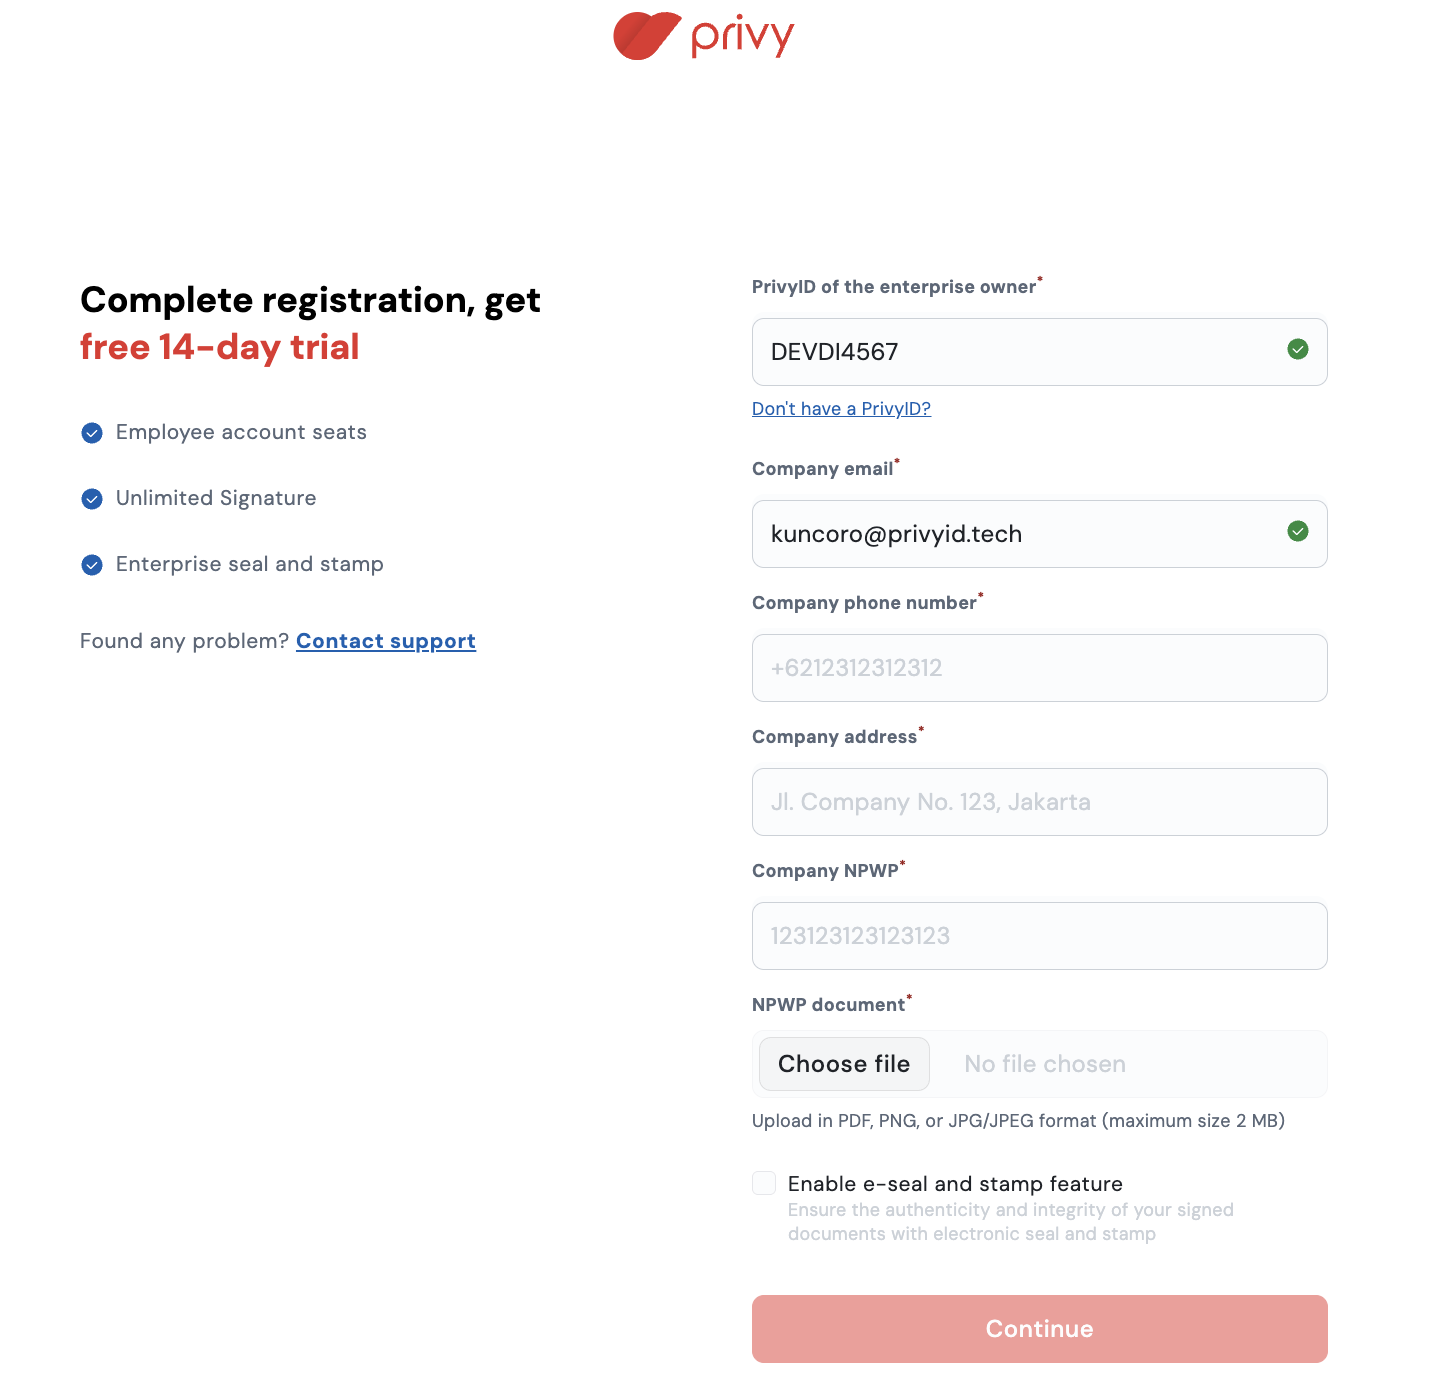 privy
Complete registration, get
free 14-day trial
Employee account seats
Unlimited Signature
Enterprise seal and stamp
Found any problem? Contact support
PrivyID of the enterprise owner*
DEVDI4567
Don't have a PrivyID?
Company email*
kuncoro@privyid.tech
Company phone number*
+6212312312312
Company address*
Jl. Company No. 123, Jakarta
Company NPWP*
123123123123123
NPWP document*
Choose file No file chosen
Upload in PDF, PNG, or JPG/JPEG format (maximum size 2 MB)
Enable e-seal and stamp feature
Ensure the authenticity and integrity of your signed
documents with electronic seal and stamp
Continue